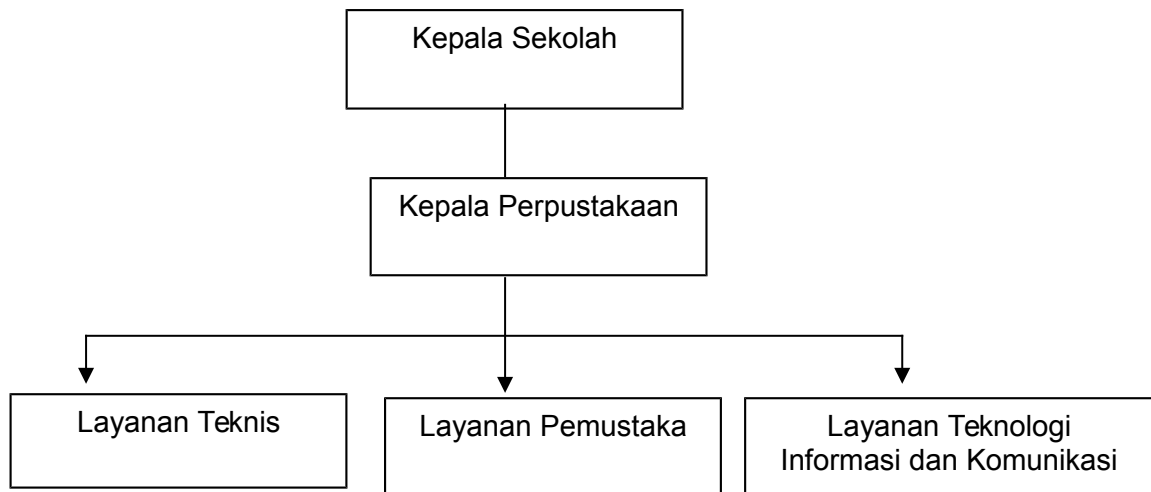 Kepala Sekolah
Kepala Perpustakaan
Layanan Teknis
Layanan Pemustaka
Layanan Teknologi
Informasi dan Komunikasi